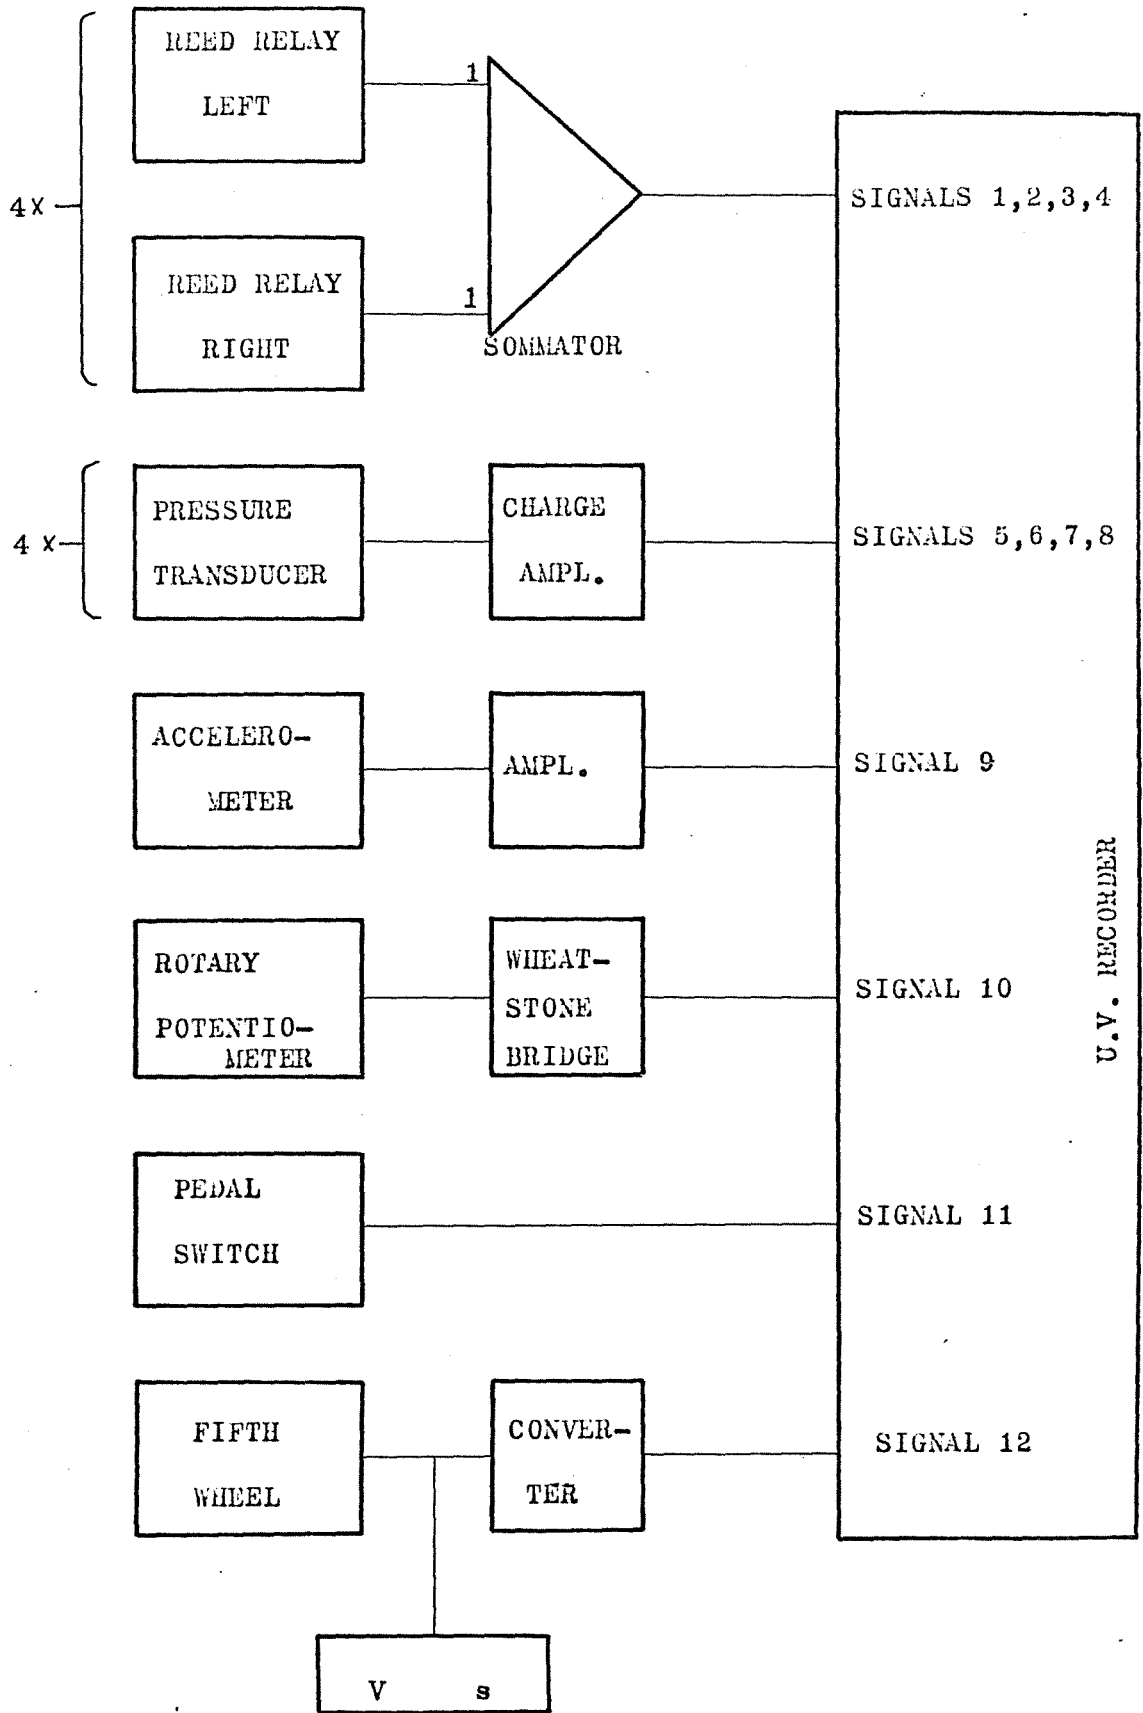 REED RELAY
LEFT
1
4X
SIGNALS 1,2,3,4
REED RELAY
RIGHT
1
SOMMATOR
PRESSURE
TRANSDUCER
4 X
CHARGE
AMPL.
SIGNALS 5,6,7,8
ACCELERO-
METER
AMPL.
SIGNAL 9
U.V. RECORDER
ROTARY
POTENTIO-
METER
WHEAT-
STONE
BRIDGE
SIGNAL 10
PEDAL
SWITCH
SIGNAL 11
FIFTH
WHEEL
CONVER-
TER
SIGNAL 12
V s